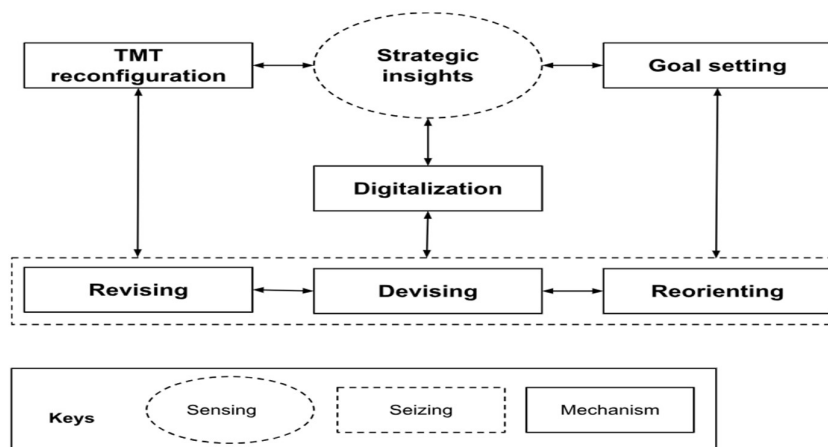 TMT
reconfiguration
Strategic
insights
Goal setting
Digitalization
Revising
Devising
Reorienting
Keys
Sensing
Seizing
Mechanism